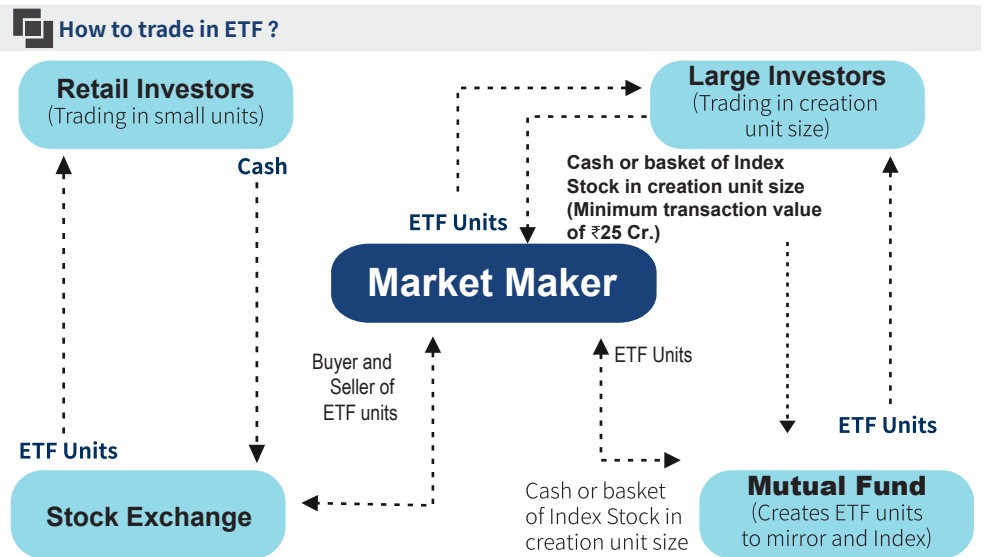 How to trade in ETF ?
Retail Investors
(Trading in small units)
Large Investors
(Trading in creation
unit size)
Cash
Cash or basket of Index
Stock in creation unit size
(Minimum transaction value
of ₹25 Cr.)
ETF Units
Market Maker
Buyer and
Seller of
ETF units
ETF Units
ETF Units
ETF Units
Stock Exchange
Cash or basket
of Index Stock in
creation unit size
Mutual Fund
(Creates ETF units
to mirror and Index)